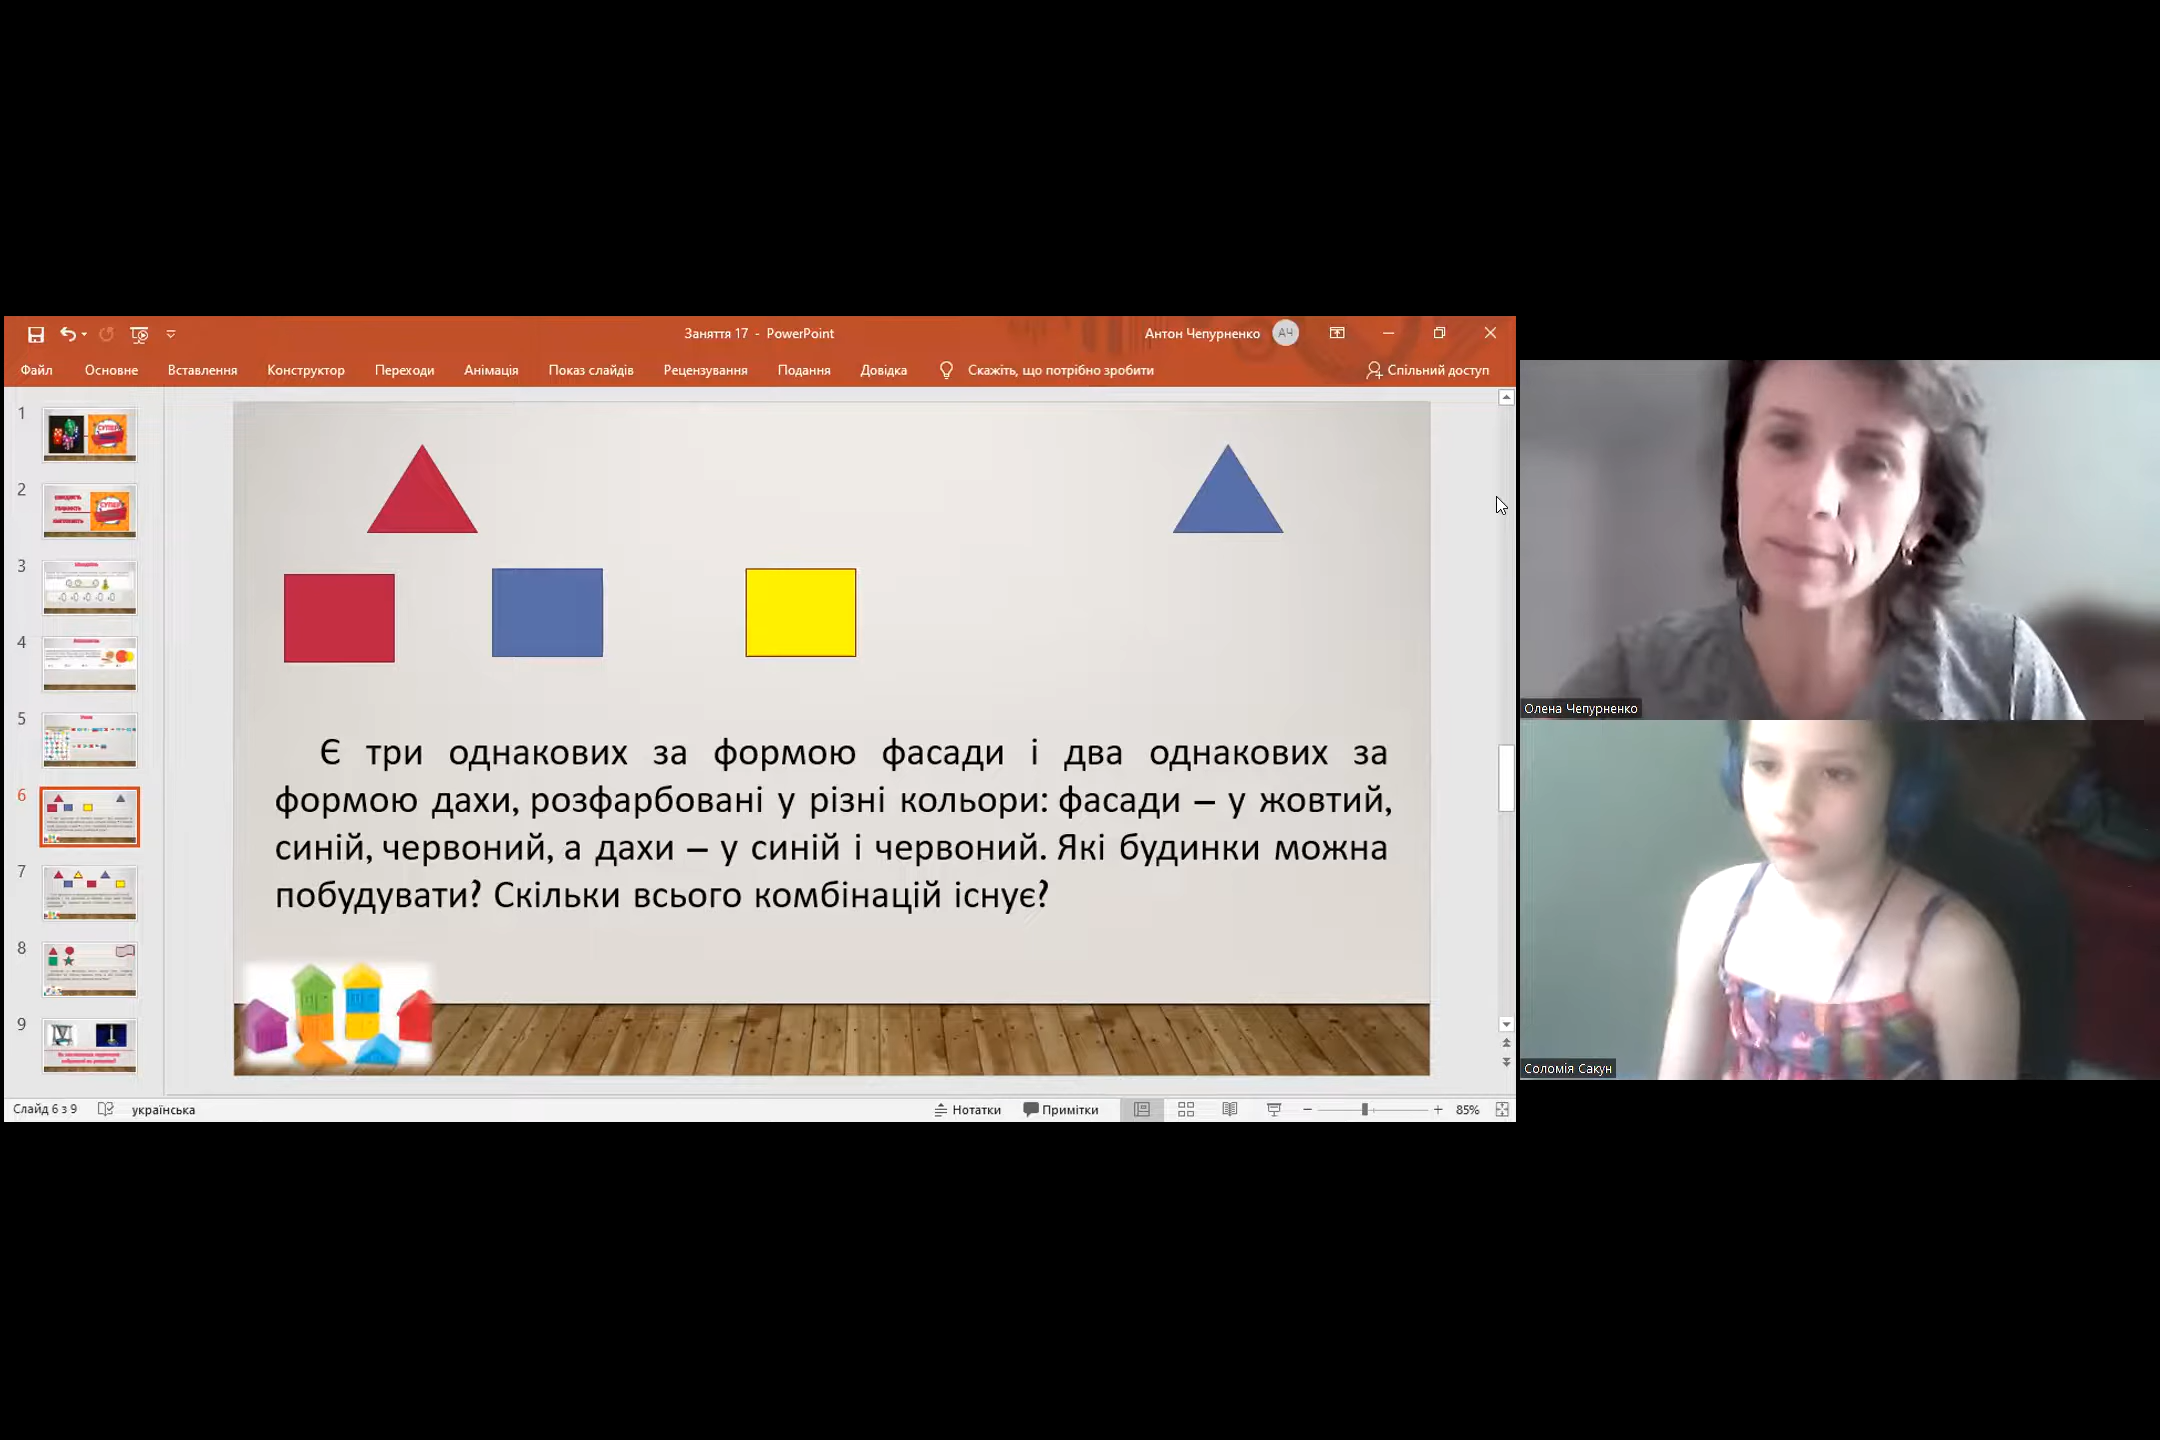 Заняття 17 - PowerPoint
Антон Чепурненко
АЧ
Файл Основне Вставлення Конструктор Переходи Анімація Показ слайдів Рецензування Подання Довідка Скажіть, що потрібно зробити Спільний доступ
1
2
3
4
5
6
7
8
9
Є три однакових за формою фасади і два однакових за
формою дахи, розфарбовані у різні кольори: фасади – у жовтий,
синій, червоний, а дахи – у синій і червоний. Які будинки можна
побудувати? Скільки всього комбінацій існує?
Олена Чепурненко
Соломія Сакун
Слайд 6 з 9 українська Нотатки Примітки 85%